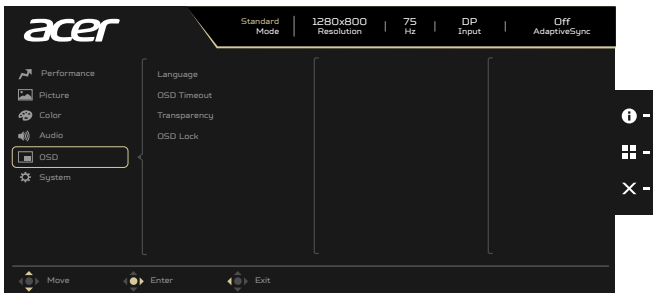 acer
Standard 1280x800 75 DP Off
Mode Resolution Hz Input AdaptiveSync
Performance
Picture
Color
Audio
OSD
System
Language
OSD Timeout
Transparency
OSD Lock
Move Enter Exit